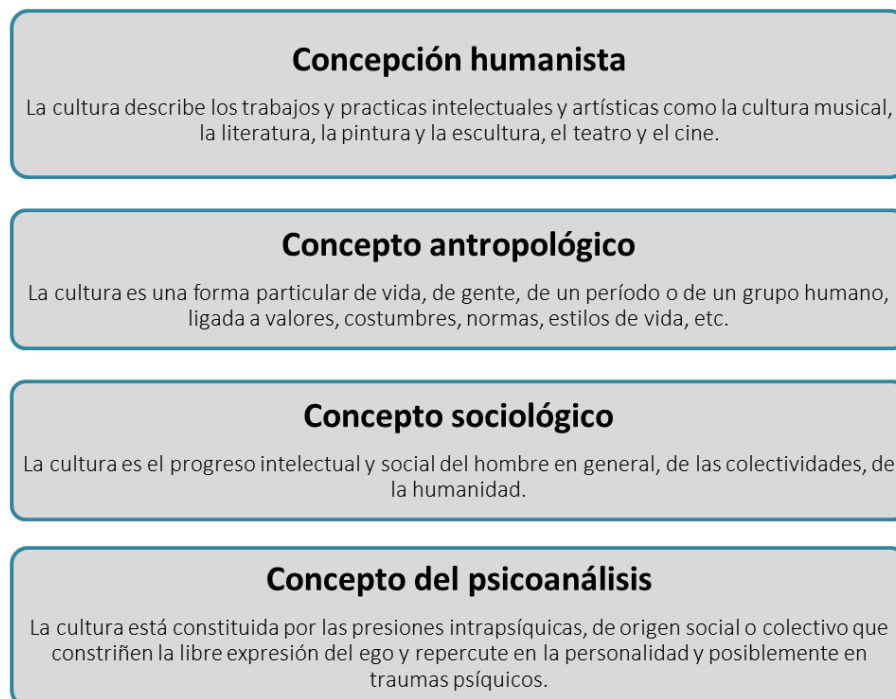 Concepción humanista
La cultura describe los trabajos y practicas intelectuales y artísticas como la cultura musical,
la literatura, la pintura y la escultura, el teatro y el cine.
Concepto antropológico
La cultura es una forma particular de vida, de gente, de un período o de un grupo humano,
ligada a valores, costumbres, normas, estilos de vida, etc.
Concepto sociológico
La cultura es el progreso intelectual y social del hombre en general, de las colectividades, de
la humanidad.
Concepto del psicoanálisis
La cultura está constituida por las presiones intrapsíquicas, de origen social o colectivo que
constriñen la libre expresión del ego y repercute en la personalidad y posiblemente en
traumas psíquicos.